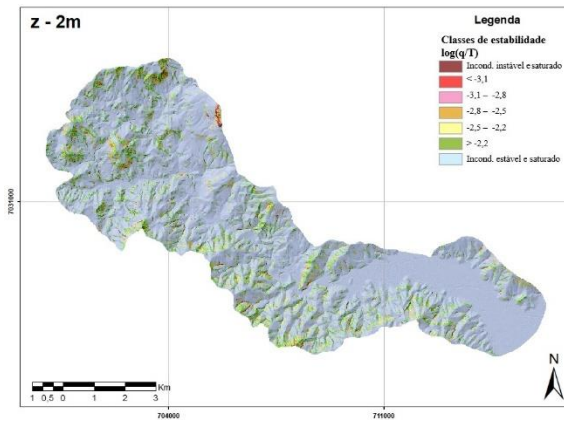 z - 2m
Legenda
Classes de estabilidade
log(q/T)
Incond. instável e saturado
< -3,1
-3,1 – -2,8
-2,8 – -2,5
-2,5 – -2,2
> -2,2
Incond. estável e saturado
7031000
N
Km
1 0,5 0 1 2 3
704000
711000